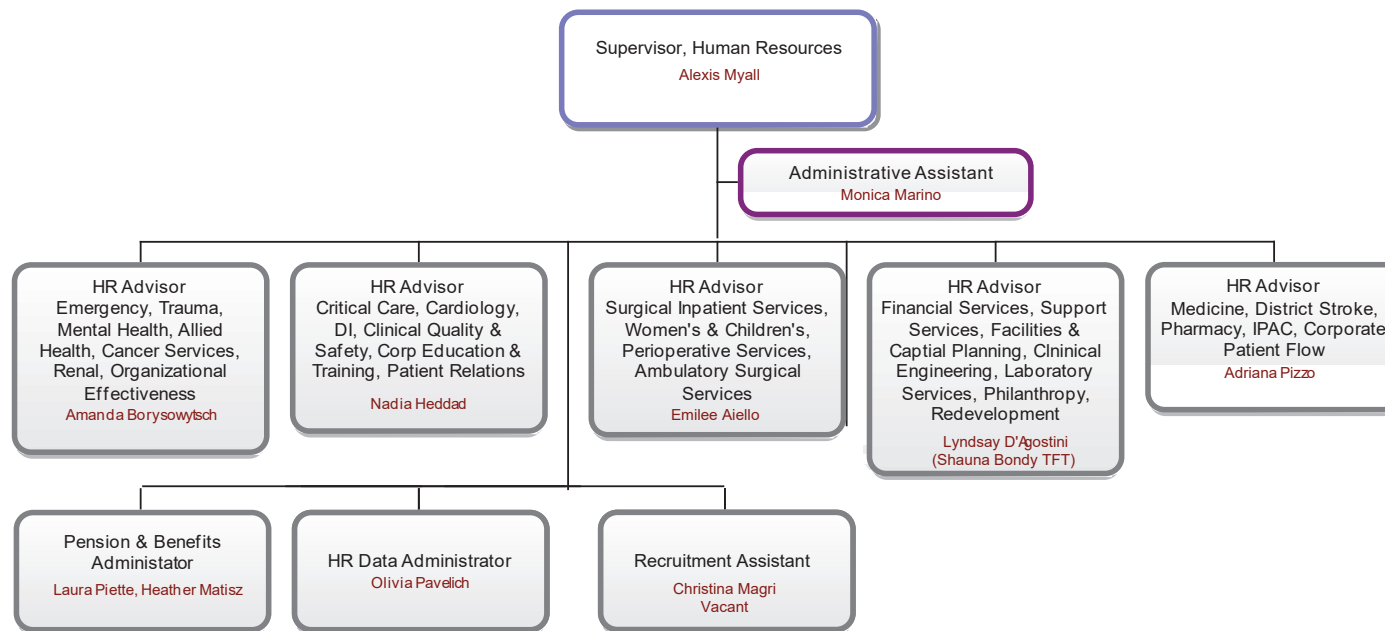 Supervisor, Human Resources
Alexis Myall
Administrative Assistant
Monica Marino
HR Advisor
Emergency, Trauma,
Mental Health, Allied
Health, Cancer Services,
Renal, Organizational
Effectiveness
Amanda Borysowytsch
HR Advisor
Critical Care, Cardiology,
DI, Clinical Quality &
Safety, Corp Education &
Training, Patient Relations
Nadia Heddad
HR Advisor
Surgical Inpatient Services,
Women's & Children's,
Perioperative Services,
Ambulatory Surgical
Services
Emilee Aiello
HR Advisor
Financial Services, Support
Services, Facilities &
Captial Planning, Clninical
Engineering, Laboratory
Services, Philanthropy,
Redevelopment
Lyndsay D'Agostini
(Shauna Bondy TFT)
HR Advisor
Medicine, District Stroke,
Pharmacy, IPAC, Corporate
Patient Flow
Adriana Pizzo
Pension & Benefits
Administator
Laura Piette, Heather Matisz
HR Data Administrator
Olivia Pavelich
Recruitment Assistant
Christina Magri
Vacant